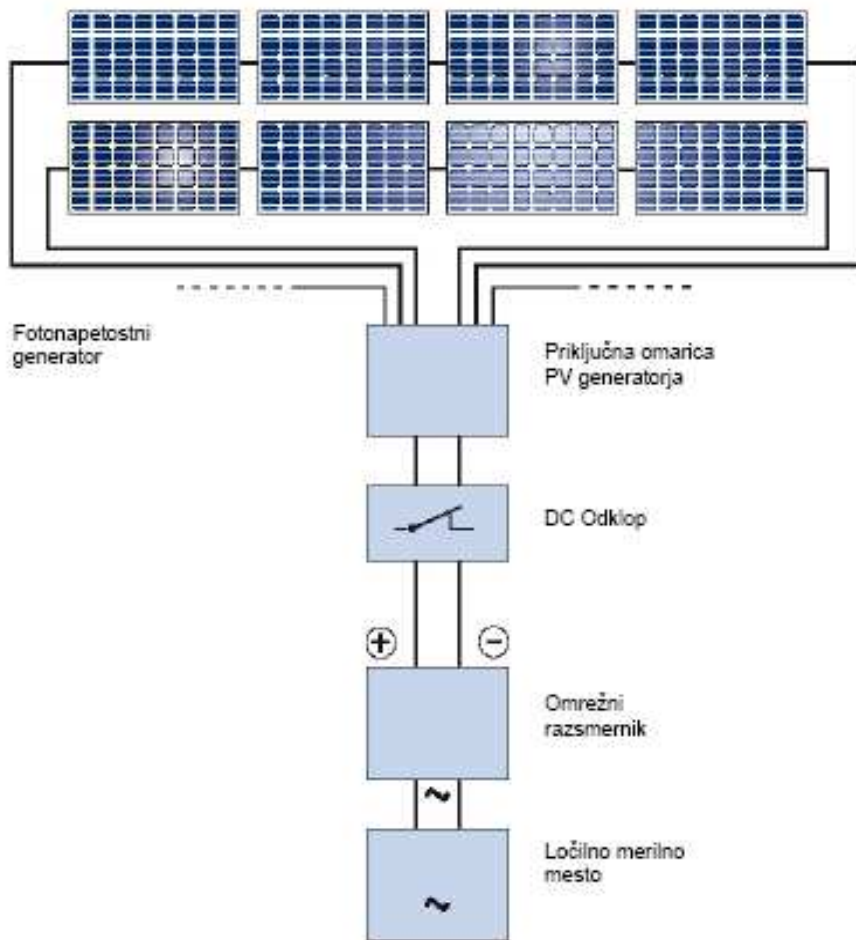 Fotonapetostni
generator
Priključna omarica
PV generatorja
DC Odklop
+
−
Omrežni
razsmernik
~
Ločilno merilno
mesto
~